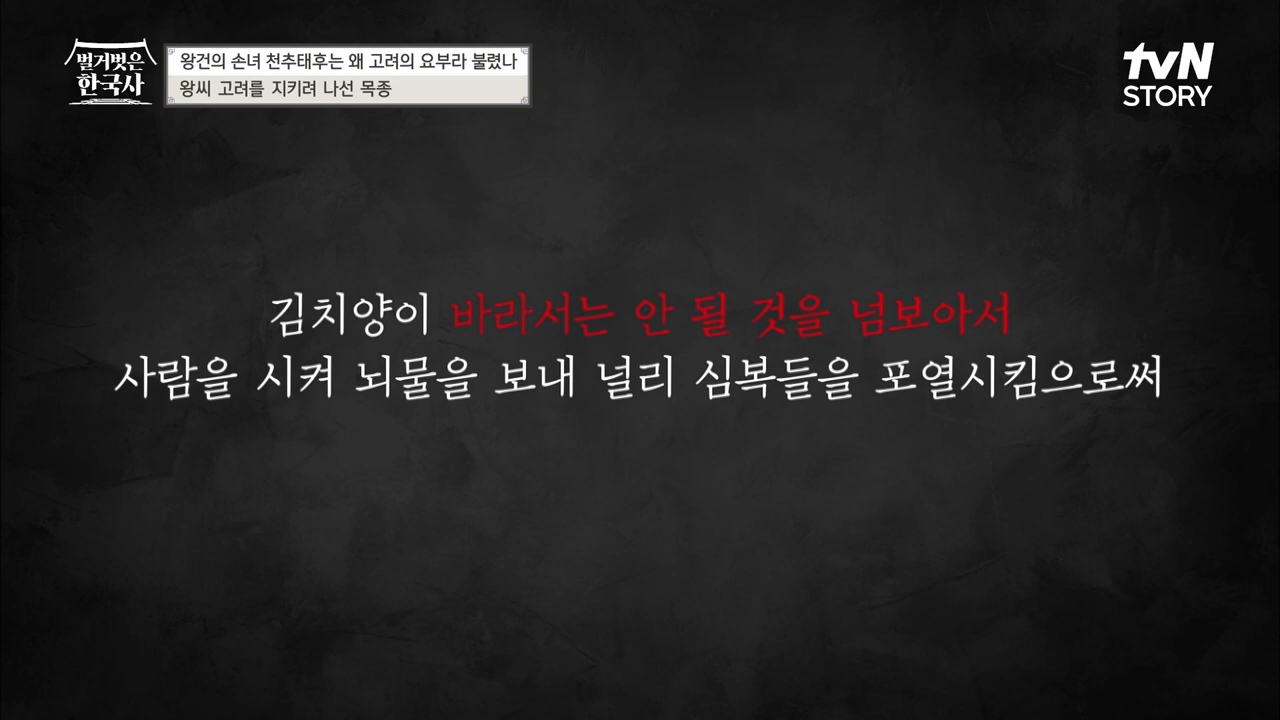 벌거벗은
한국사
왕건의 손녀 천추태후는 왜 고려의 요부라 불렸나
왕씨 고려를 지키려 나선 목종
tvN
STORY
김치양이 바라서는 안 될 것을 넘보아서
사람을 시켜 뇌물을 보내 널리 심복들을 포열시킴으로써